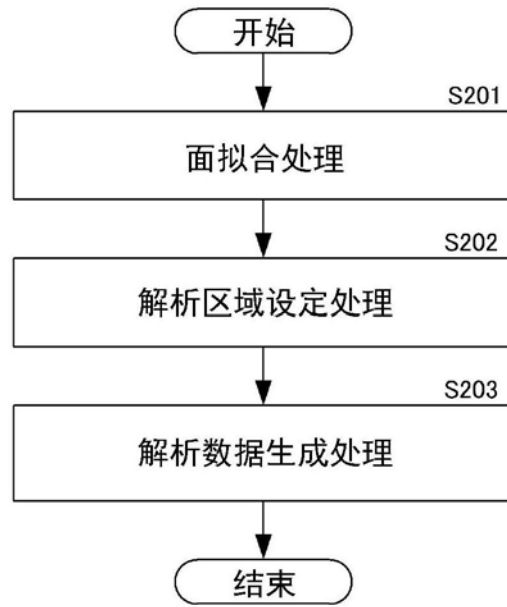 开始
S201
面拟合处理
S202
解析区域设定处理
S203
解析数据生成处理
结束